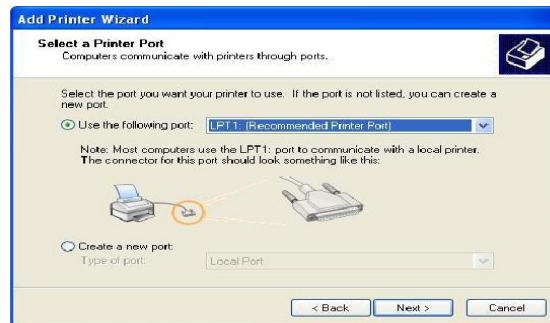 Add Printer Wizard
Select a Printer Port
Computers communicate with printers through ports.
Select the port you want your printer to use. If the port is not listed, you can create a
new port.
Use the following port: LPT1: (Recommended Printer Port)
Note: Most computers use the LPT1: port to communicate with a local printer.
The connector for this port should look something like this:
Create a new port:
Type of port: Local Port
< Back Next > Cancel